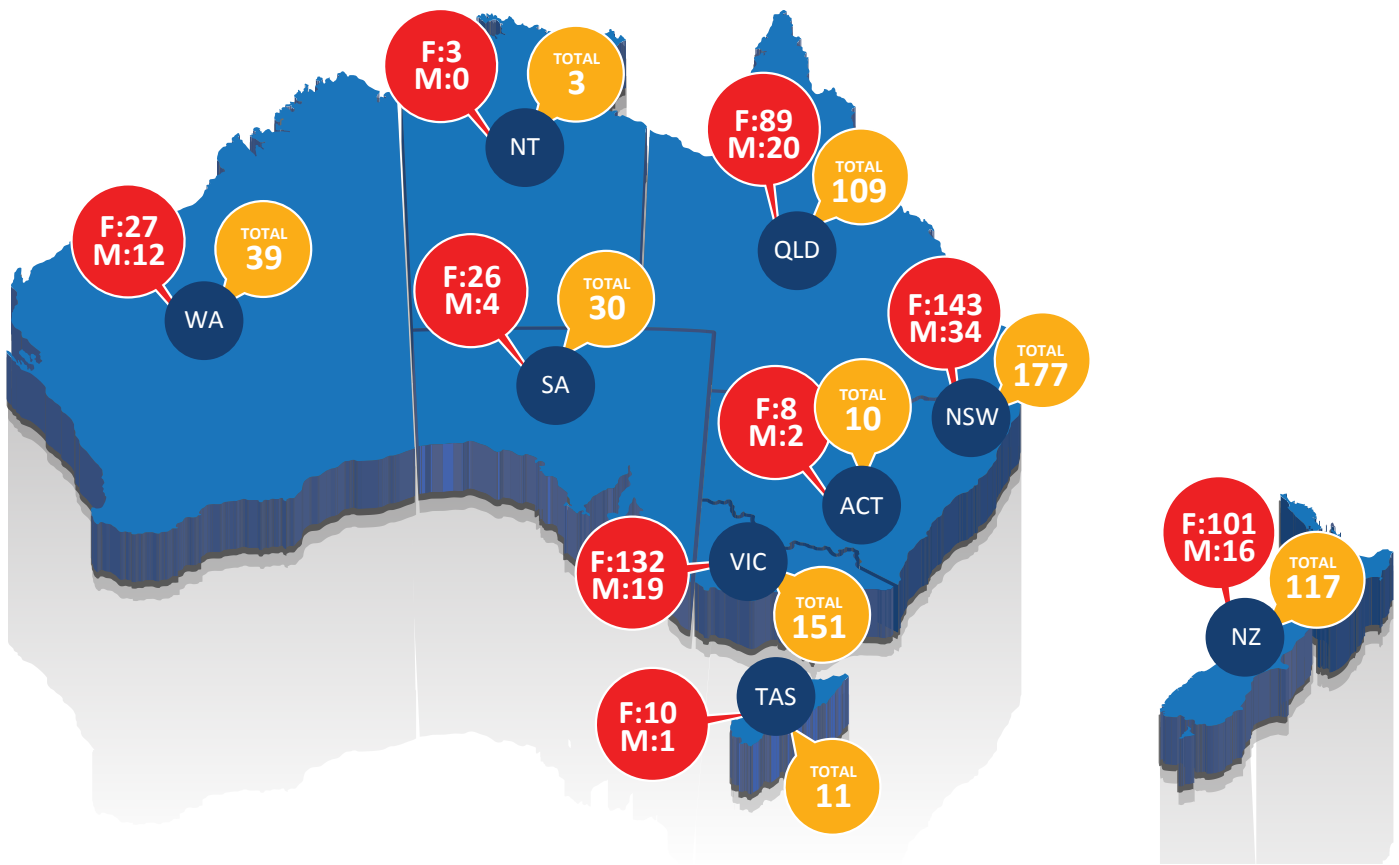 F:3
M:0
TOTAL
3
NT
F:89
M:20
TOTAL
109
QLD
F:27
M:12
TOTAL
39
WA
F:26
M:4
TOTAL
30
SA
F:143
M:34
TOTAL
177
NSW
F:8
M:2
TOTAL
10
ACT
F:132
M:19
VIC
TOTAL
151
F:101
M:16
TOTAL
117
NZ
F:10
M:1
TAS
TOTAL
11